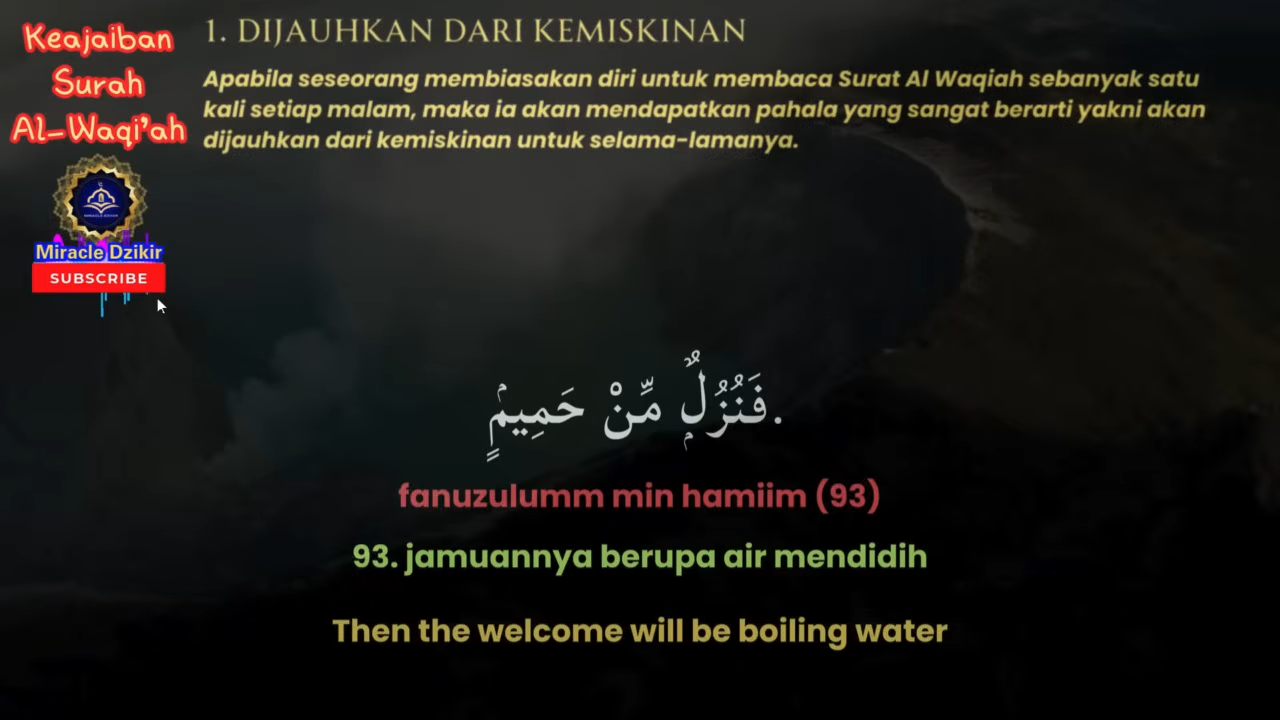 Keajaiban
Surah
Al-Waqi'ah
1. DIJAUHKAN DARI KEMISKINAN
Apabila seseorang membiasakan diri untuk membaca Surat Al Waqiah sebanyak satu
kali setiap malam, maka ia akan mendapatkan pahala yang sangat berarti yakni akan
dijauhkan dari kemiskinan untuk selama-lamanya.
Miracle Dzikir
SUBSCRIBE
فَنُزُلٌۭ مِّنْ حَمِيمٍۢ.
fanuzulumm min hamiim (93)
93. jamuannya berupa air mendidih
Then the welcome will be boiling water